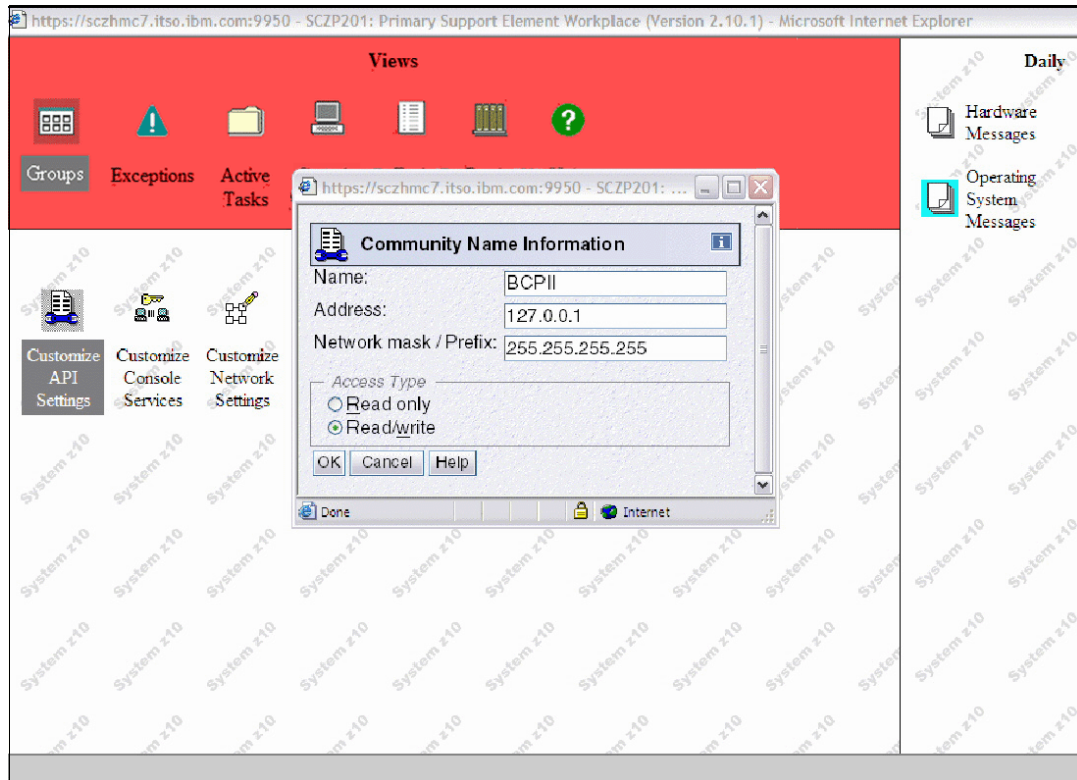 https://sczhmc7.itso.ibm.com:9950 - SCZP201: Primary Support Element Workplace (Version 2.10.1) - Microsoft Internet Explorer
Views
Groups
Exceptions
Active
Tasks
Daily
Hardware
Messages
Operating
System
Messages
Customize
API
Settings
Customize
Console
Services
Customize
Network
Settings
https://sczhmc7.itso.ibm.com:9950 - SCZP201: ...
Community Name Information
Name:
BCPII
Address:
127.0.0.1
Network mask / Prefix:
255.255.255.255
Access Type
Read only
Read/write
OK
Cancel
Help
Done
Internet
System z10